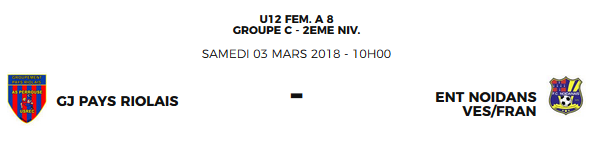 U12 FEM. A 8
GROUPE C - 2EME NIV.
SAMEDI 03 MARS 2018 - 10H00
GJ PAYS RIOLAIS
-
ENT NOIDANS
VES/FRAN